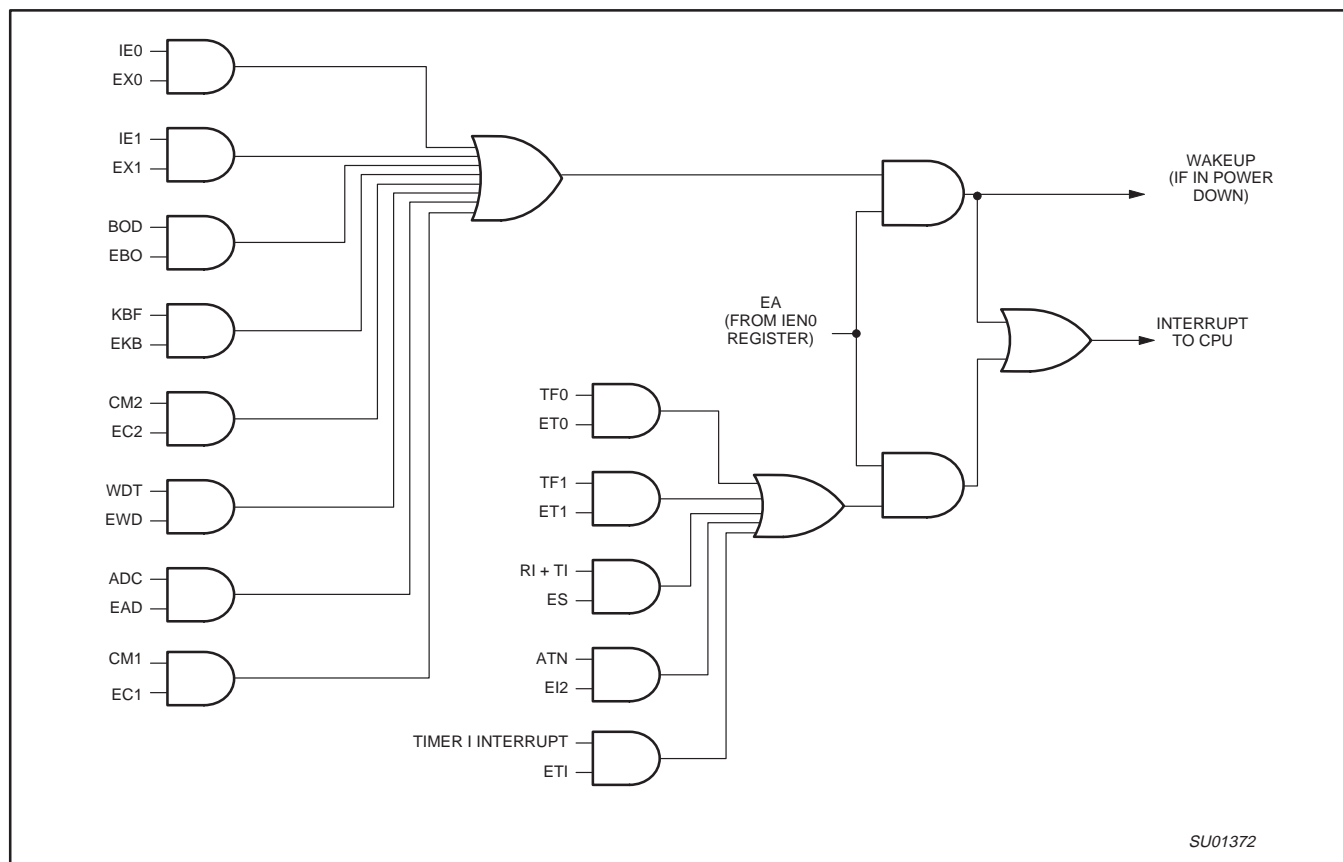 IE0
EX0
IE1
EX1
BOD
EBO
KBF
EKB
CM2
EC2
WDT
EWD
ADC
EAD
CM1
EC1
WAKEUP
(IF IN POWER
DOWN)
EA
(FROM IEN0
REGISTER)
INTERRUPT
TO CPU
TF0
ET0
TF1
ET1
RI + TI
ES
ATN
EI2
TIMER I INTERRUPT
ETI
SU01372